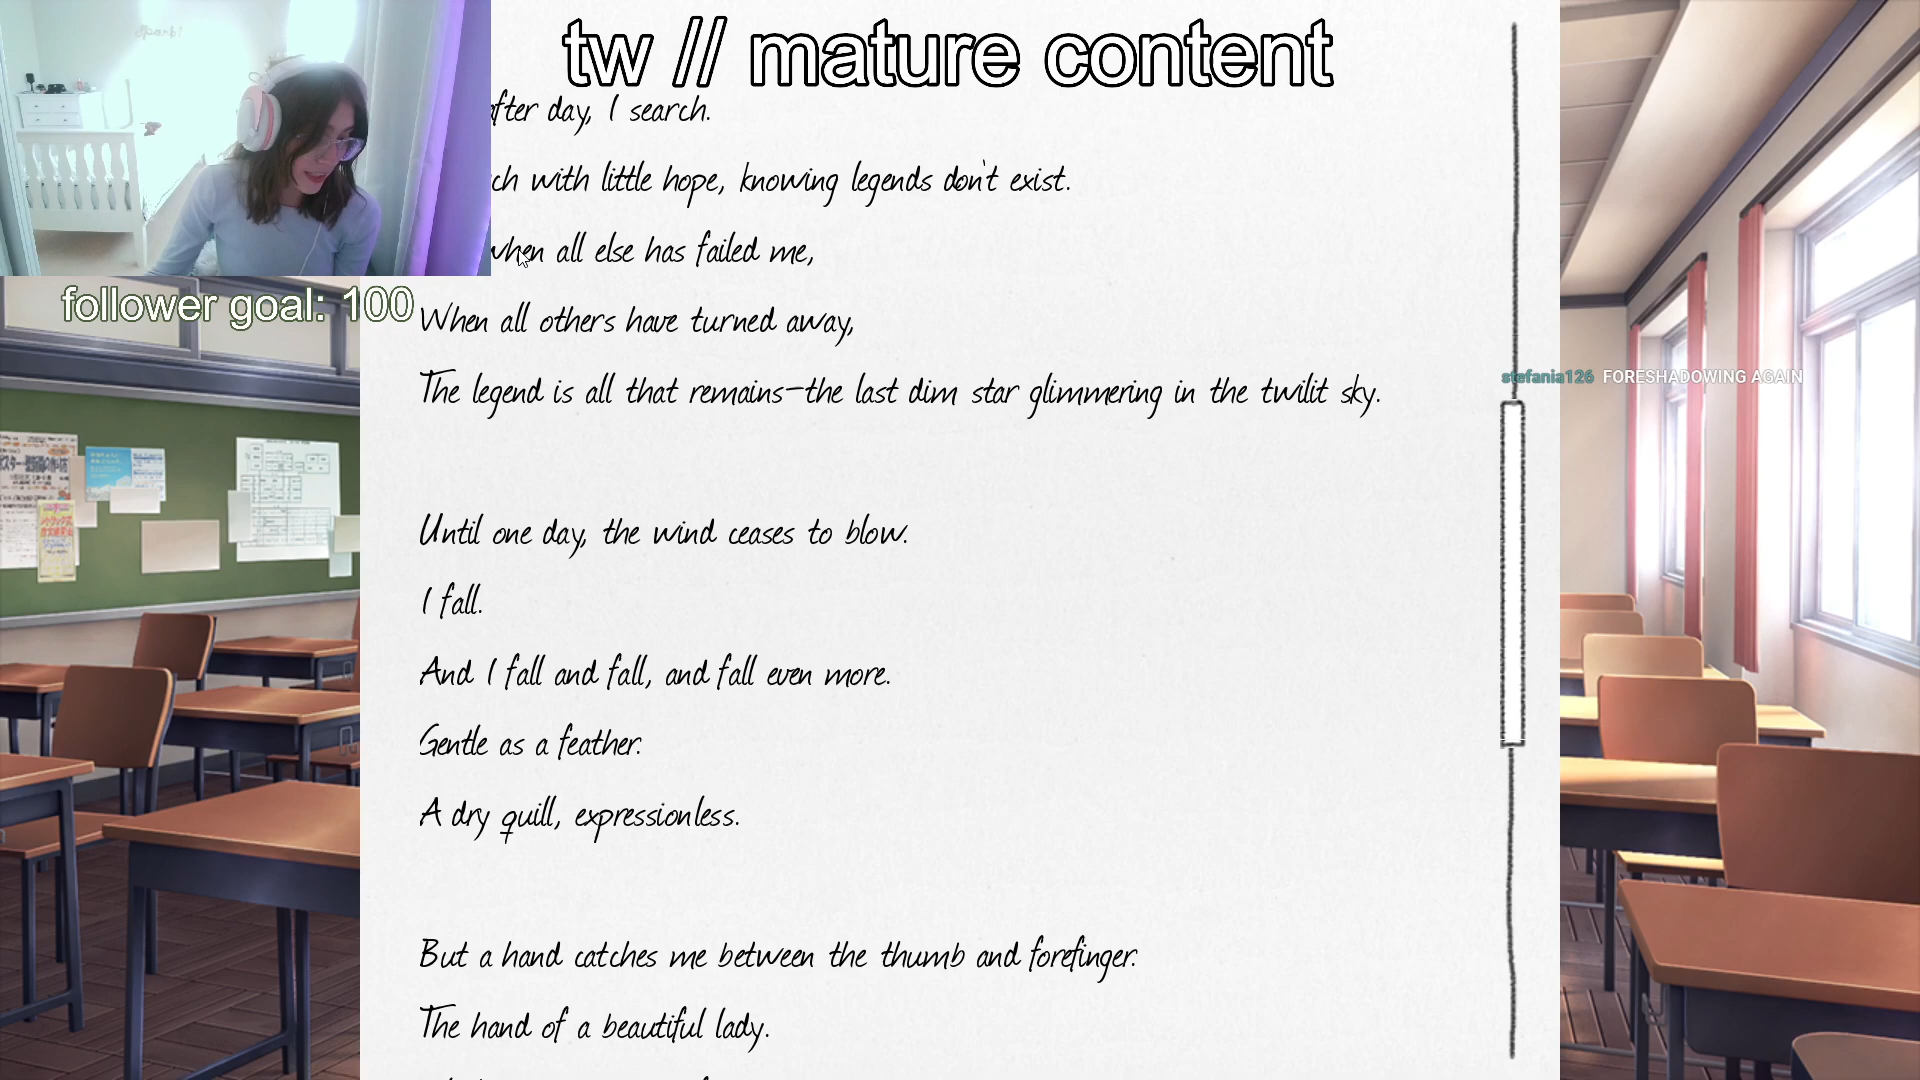 tw // mature content
after day, I search.
ch with little hope, knowing legends don't exist.
when all else has failed me,
follower goal: 100
When all others have turned away,
The legend is all that remains—the last dim star glimmering in the twilit sky.
stefania126 FORESHADOWING AGAIN
Until one day, the wind ceases to blow.
I fall.
And I fall and fall, and fall even more.
Gentle as a feather.
A dry quill, expressionless.
But a hand catches me between the thumb and forefinger.
The hand of a beautiful lady.